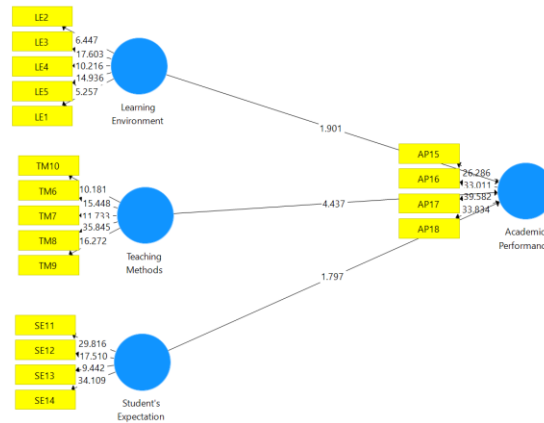 LE2
LE3
LE4
LE5
LE1
6.447
17.603
10.216
14.936
5.257
Learning
Environment
TM10
TM6
TM7
TM8
TM9
10.181
15.448
11.733
35.845
16.272
Teaching
Methods
SE11
SE12
SE13
SE14
29.816
17.510
9.442
34.109
Student's
Expectation
1.901
4.437
1.797
AP15
AP16
AP17
AP18
26.286
33.011
39.582
33.834
Academic
Performanc